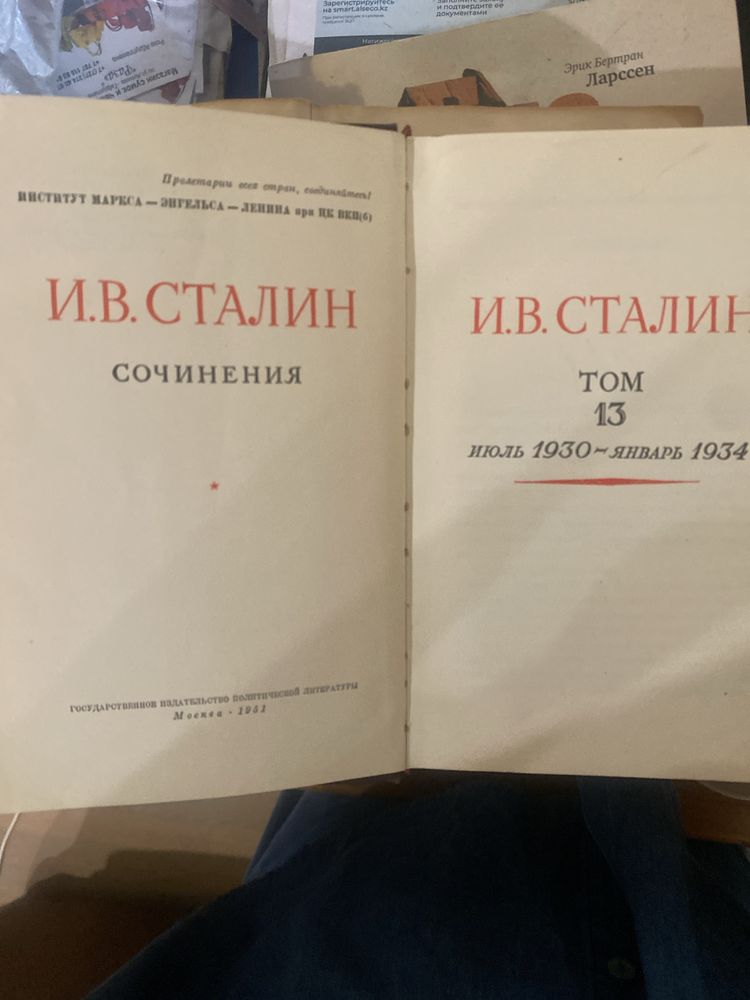 Зарегистрируйтесь
на smart.alseco.kz
и подтвердите ее
документами
Эрик Бертран
Ларссен
Пролетарии всех стран, соединяйтесь!
ИНСТИТУТ МАРКСА — ЭНГЕЛЬСА — ЛЕНИНА при ЦК ВКП(б)
И.В.СТАЛИН
СОЧИНЕНИЯ
ГОСУДАРСТВЕННОЕ ИЗДАТЕЛЬСТВО ПОЛИТИЧЕСКОЙ ЛИТЕРАТУРЫ
Москва • 1951
И.В.СТАЛИН
ТОМ
13
ИЮЛЬ 1930 ~ ЯНВАРЬ 1934